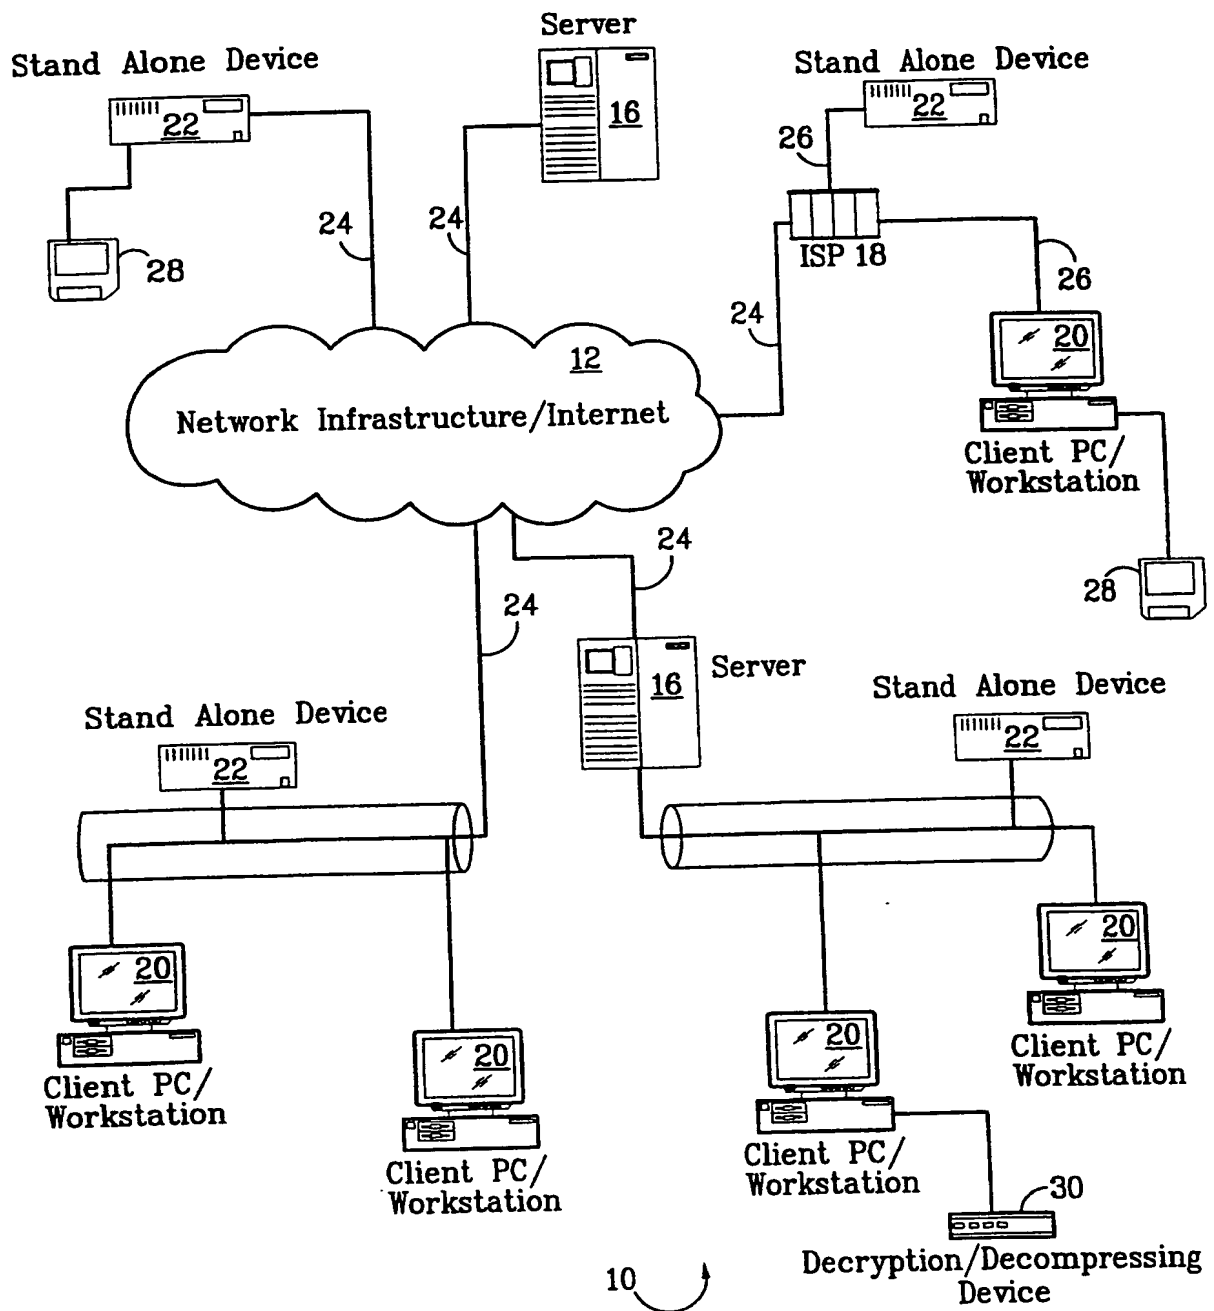 Server
Stand Alone Device
Stand Alone Device
22
16
22
26
24
24
ISP 18
28
26
24
12
20
Network Infrastructure/Internet
Client PC/
Workstation
24
28
24
16
Server
Stand Alone Device
Stand Alone Device
22
22
20
20
20
20
Client PC/
Workstation
Client PC/
Workstation
Client PC/
Workstation
Client PC/
Workstation
30
Decryption/Decompressing
Device
10